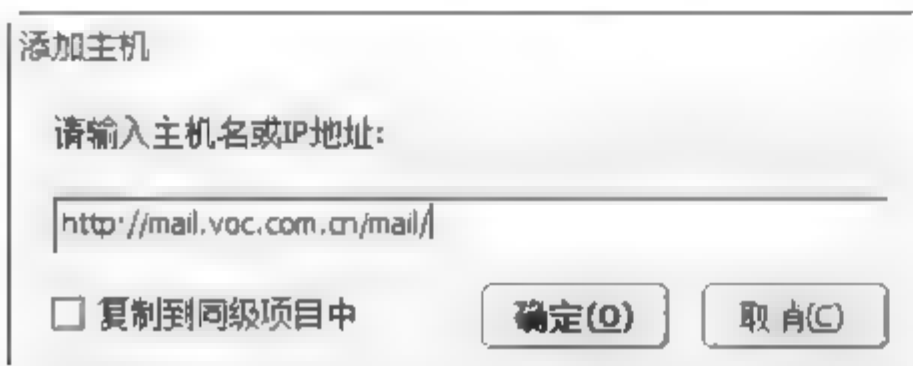 添加主机
请输入主机名或IP地址:
http://mail.voc.com.cn/mail/
复制到同级项目中
确定(O)
取消(C)